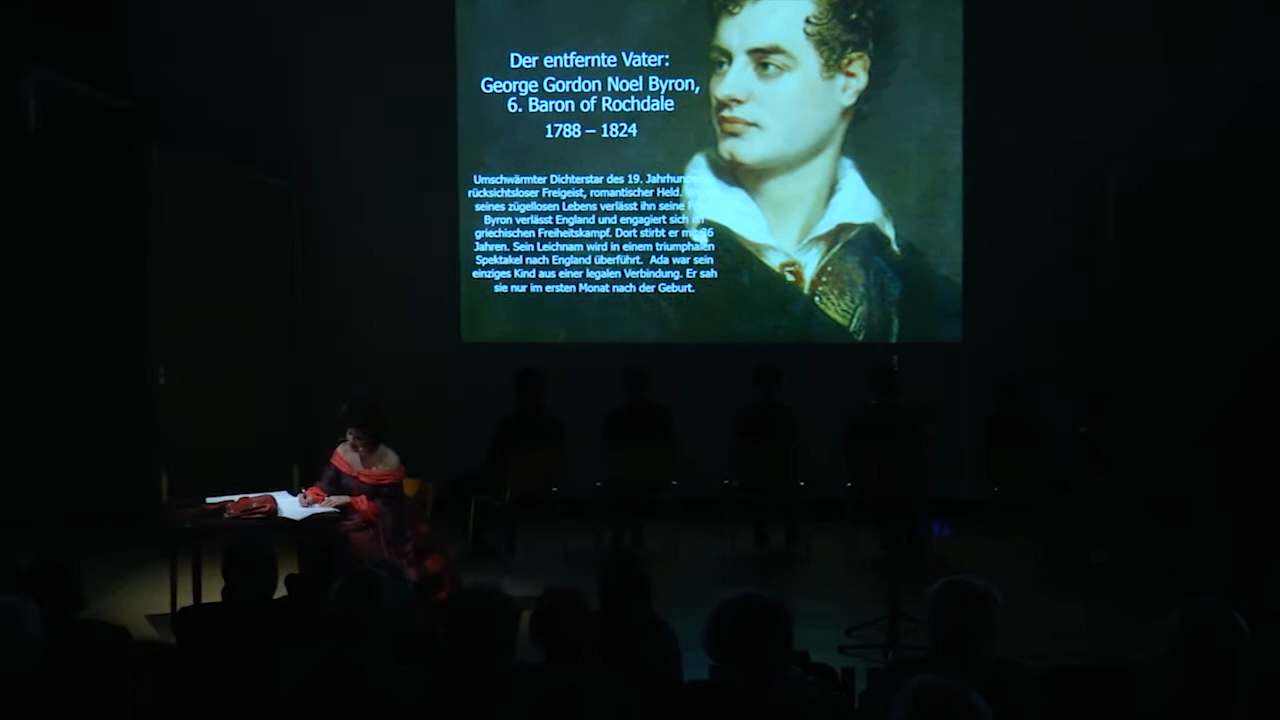 Der entfernte Vater:
George Gordon Noel Byron,
6. Baron of Rochdale
1788 – 1824
Umschwärmter Dichterstar des 19. Jahrhunderts
rücksichtsloser Freigeist, romantischer Held.
seines zügellosen Lebens verlässt ihn seine
Byron verlässt England und engagiert sich im
griechischen Freiheitskampf. Dort stirbt er mit 36
Jahren. Sein Leichnam wird in einem triumphalen
Spektakel nach England überführt. Ada war sein
einziges Kind aus einer legalen Verbindung. Er sah
sie nur im ersten Monat nach der Geburt.